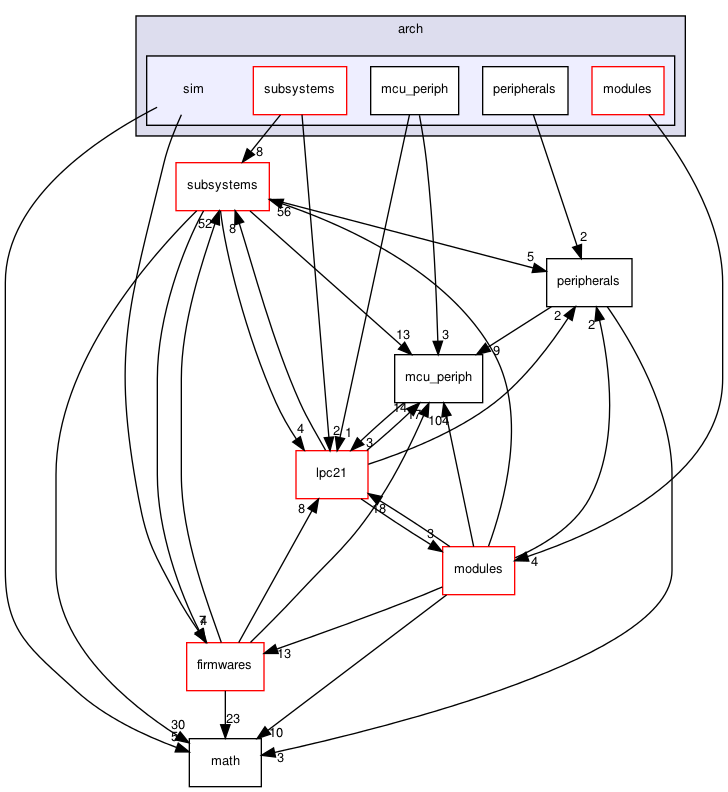 arch
sim
subsystems
mcu_periph
peripherals
modules
8
subsystems
52
8
56
5
2
peripherals
2
2
13
3
9
mcu_periph
14
17
104
4
2
1
3
lpc21
8
18
3
modules
4
7
4
13
firmwares
23
30
5
10
3
math